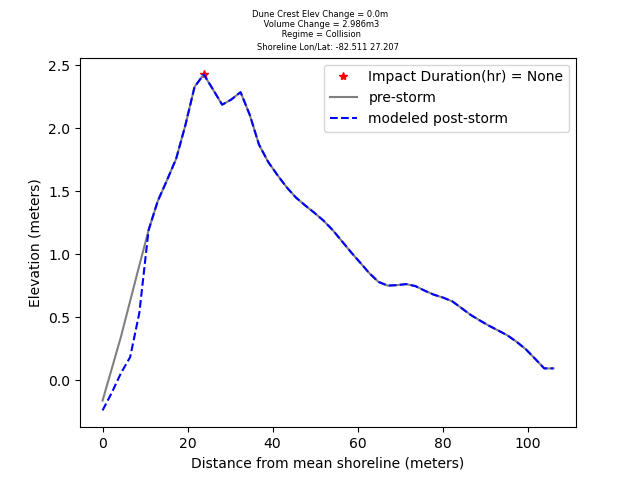 Dune Crest Elev Change = 0.0m
Volume Change = 2.986m3
Regime = Collision
Shoreline Lon/Lat: -82.511 27.207
Impact Duration(hr) = None
pre-storm
modeled post-storm
2.5
2.0
1.5
1.0
0.5
0.0
Elevation (meters)
0 20 40 60 80 100
Distance from mean shoreline (meters)